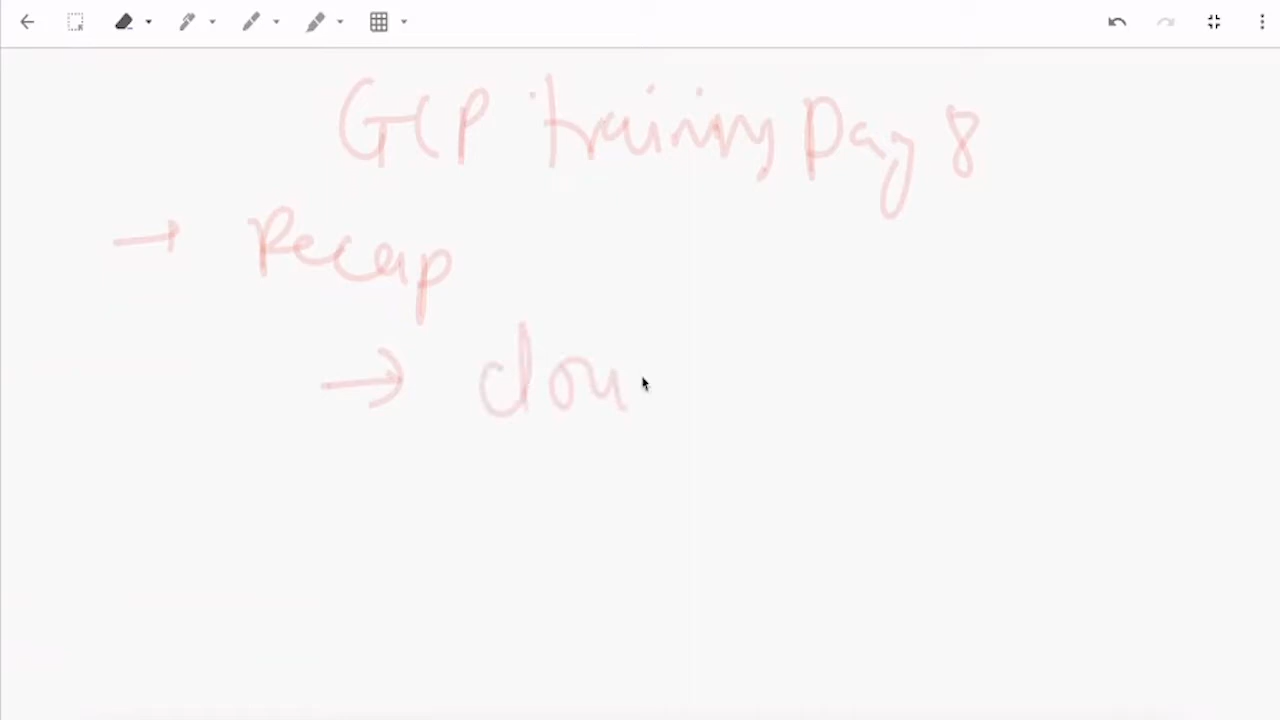 GCP training Day 8
→ Recap
→ clou